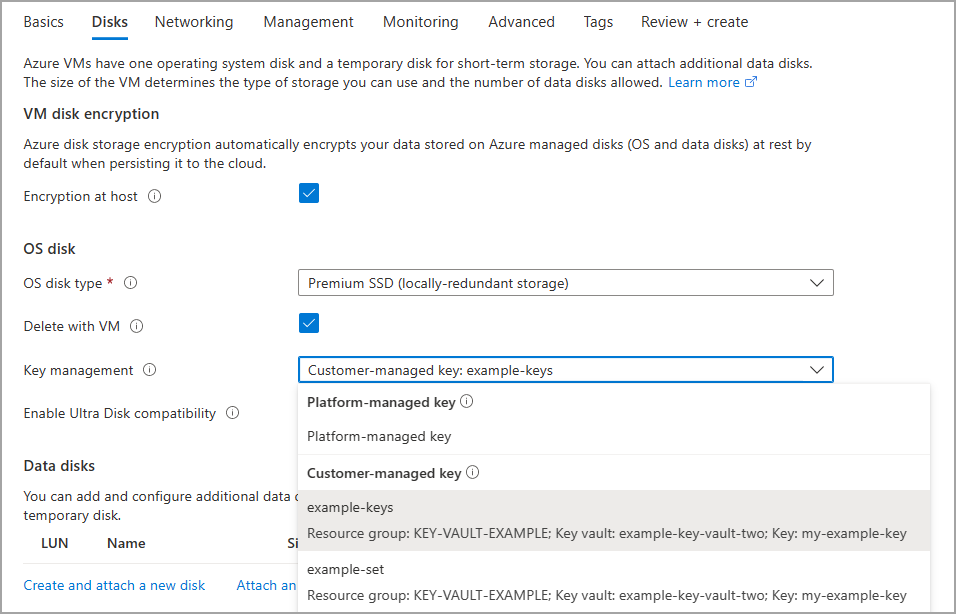 Basics Disks Networking Management Monitoring Advanced Tags Review + create
Azure VMs have one operating system disk and a temporary disk for short-term storage. You can attach additional data disks.
The size of the VM determines the type of storage you can use and the number of data disks allowed. Learn more
VM disk encryption
Azure disk storage encryption automatically encrypts your data stored on Azure managed disks (OS and data disks) at rest by
default when persisting it to the cloud.
Encryption at host
OS disk
OS disk type * Premium SSD (locally-redundant storage)
Delete with VM
Key management Customer-managed key: example-keys
Platform-managed key
Enable Ultra Disk compatibility
Platform-managed key
Customer-managed key
example-keys
Resource group: KEY-VAULT-EXAMPLE; Key vault: example-key-vault-two; Key: my-example-key
example-set
Resource group: KEY-VAULT-EXAMPLE; Key vault: example-key-vault-two; Key: my-example-key
Data disks
You can add and configure additional data
temporary disk.
LUN Name Si
Create and attach a new disk Attach an